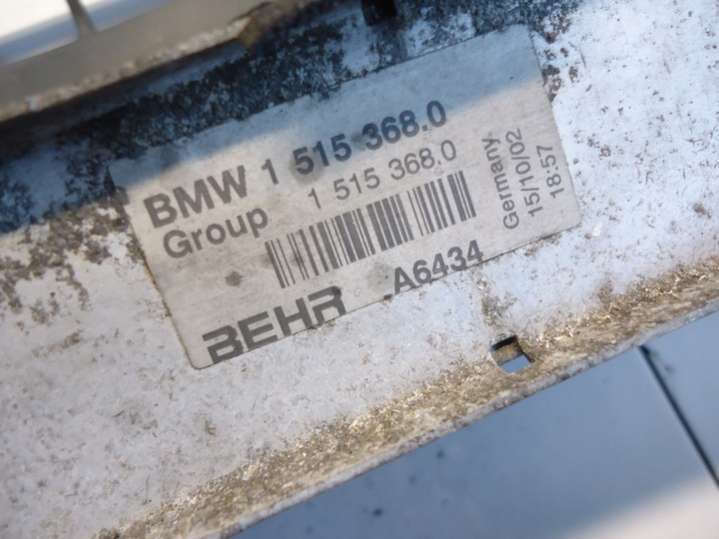 BMW 1 515 368.0
Group 1 515 368.0
BEHR A6434
Germany
15/10/02
18:57